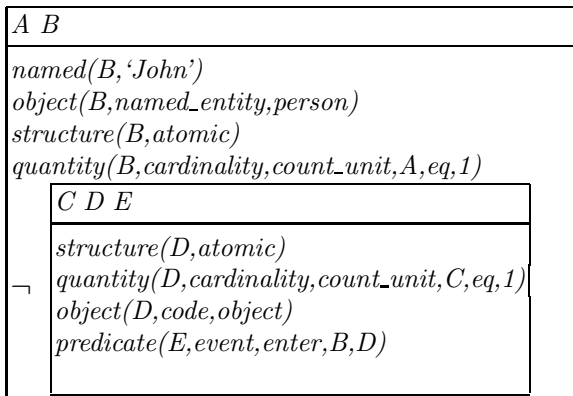 A B
named(B,‘John’)
object(B,named_entity,person)
structure(B,atomic)
quantity(B,cardinality,count_unit,A,eq,1)
C D E
structure(D,atomic)
¬ quantity(D,cardinality,count_unit,C,eq,1)
object(D,code,object)
predicate(E,event,enter,B,D)